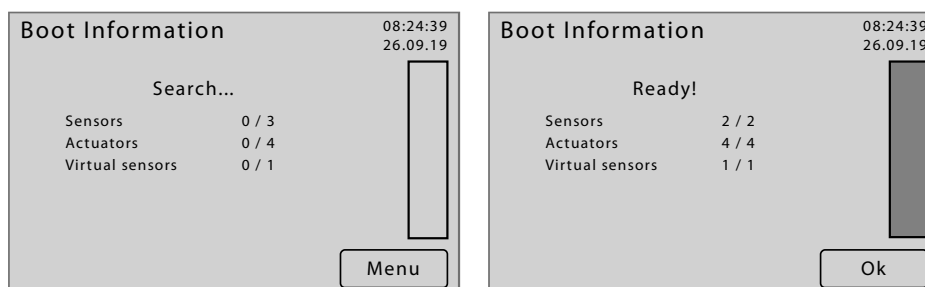 Boot Information
08:24:39
26.09.19
Search...
Sensors 0 / 3
Actuators 0 / 4
Virtual sensors 0 / 1
Menu
Boot Information
08:24:39
26.09.19
Ready!
Sensors 2 / 2
Actuators 4 / 4
Virtual sensors 1 / 1
Ok